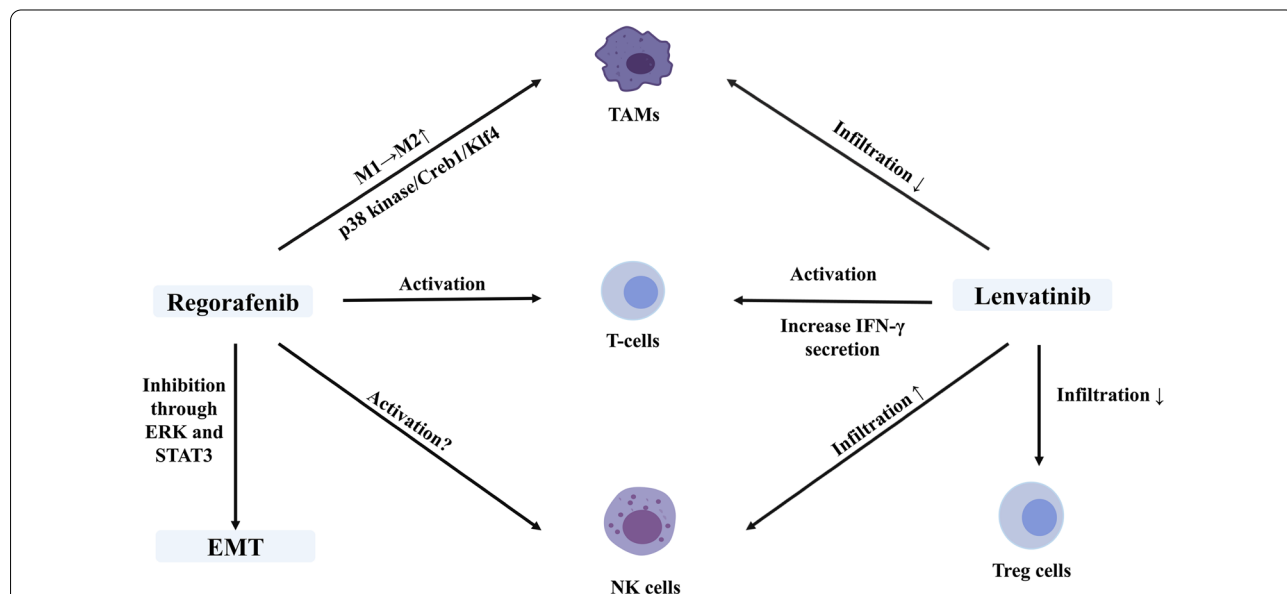 TAMs
M1→M2↑
p38 kinase/Creb1/Klf4
Infiltration↓
Regorafenib
Activation
T-cells
Activation
Increase IFN-γ
secretion
Lenvatinib
Inhibition
through
ERK and
STAT3
Activation?
Infiltration↑
Infiltration↓
EMT
NK cells
Treg cells